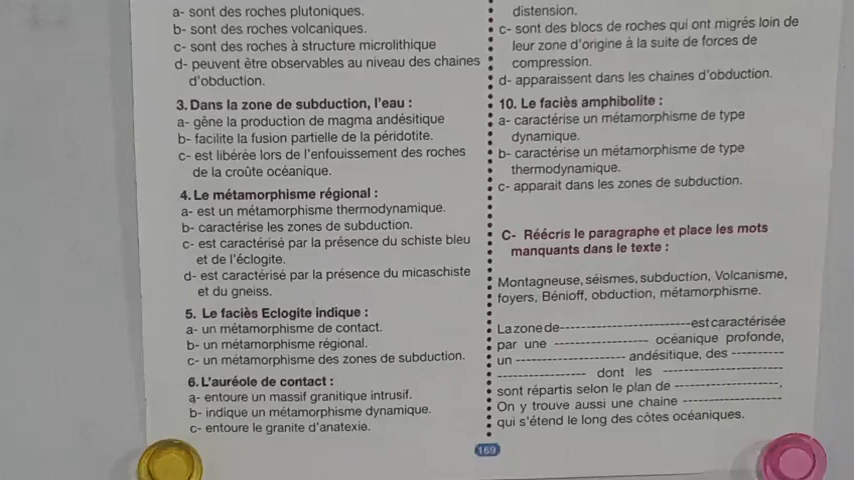 a- sont des roches plutoniques.
b- sont des roches volcaniques.
c- sont des roches à structure microlithique
d- peuvent être observables au niveau des chaines
d'obduction.
3. Dans la zone de subduction, l'eau :
a- gêne la production de magma andésitique
b- facilite la fusion partielle de la péridotite.
c- est libérée lors de l'enfouissement des roches
de la croûte océanique.
4. Le métamorphisme régional :
a- est un métamorphisme thermodynamique.
b- caractérise les zones de subduction.
c- est caractérisé par la présence du schiste bleu
et de l'éclogite.
d- est caractérisé par la présence du micaschiste
et du gneiss.
5. Le faciès Eclogite indique :
a- un métamorphisme de contact.
b- un métamorphisme régional.
c- un métamorphisme des zones de subduction.
6. L'auréole de contact :
a- entoure un massif granitique intrusif.
b- indique un métamorphisme dynamique.
c- entoure le granite d'anatexie.
distension.
c- sont des blocs de roches qui ont migrés loin de
leur zone d'origine à la suite de forces de
compression.
d- apparaissent dans les chaines d'obduction.
10. Le faciès amphibolite :
a- caractérise un métamorphisme de type
dynamique.
b- caractérise un métamorphisme de type
thermodynamique.
c- apparait dans les zones de subduction.
C- Réécris le paragraphe et place les mots
manquants dans le texte :
Montagneuse, séismes, subduction, Volcanisme,
foyers, Bénioff, obduction, métamorphisme.
La zone de------------------------est caractérisée
par une ------------------- océanique profonde,
un --------------------- andésitique, des ----------
----------------- dont les -----------------------
sont répartis selon le plan de --------------------.
On y trouve aussi une chaine -------------------
qui s'étend le long des côtes océaniques.
169